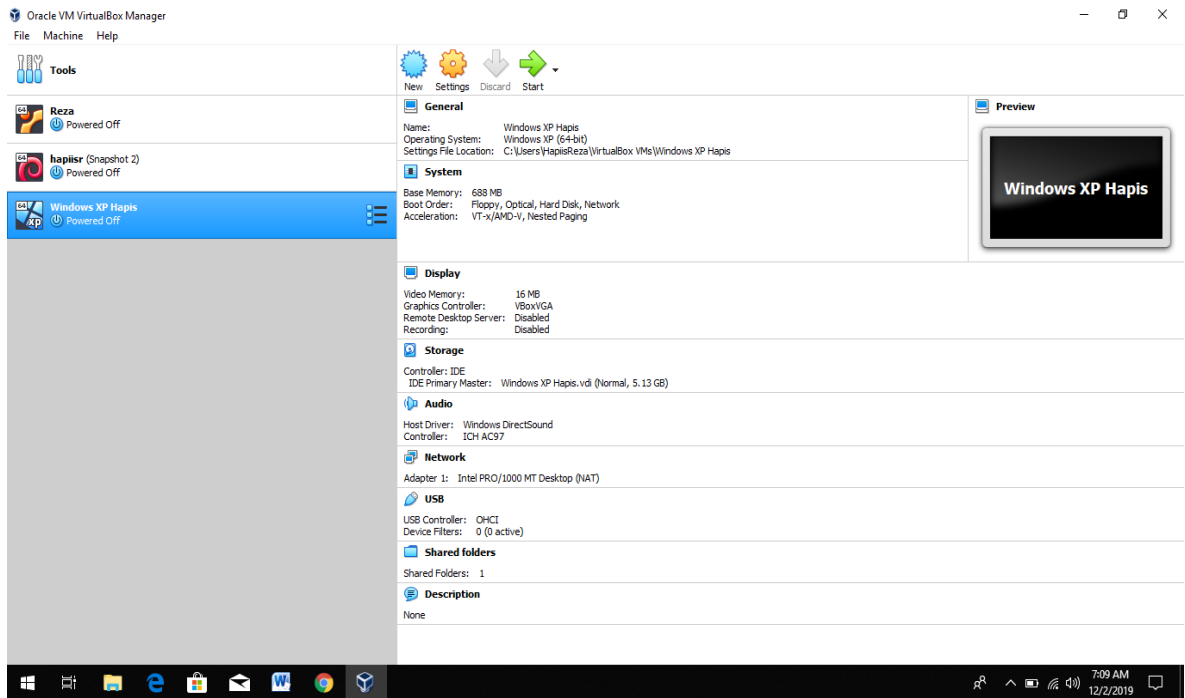 Oracle VM VirtualBox Manager
File Machine Help
Tools
64
Reza
Powered Off
64
hapiisr (Snapshot 2)
Powered Off
64
XP
Windows XP Hapis
Powered Off
New Settings Discard Start
General
Name: Windows XP Hapis
Operating System: Windows XP (64-bit)
Settings File Location: C:\Users\HapiisReza\VirtualBox VMs\Windows XP Hapis
Preview
Windows XP Hapis
System
Base Memory: 688 MB
Boot Order: Floppy, Optical, Hard Disk, Network
Acceleration: VT-x/AMD-V, Nested Paging
Display
Video Memory: 16 MB
Graphics Controller: VBoxVGA
Remote Desktop Server: Disabled
Recording: Disabled
Storage
Controller: IDE
IDE Primary Master: Windows XP Hapis.vdi (Normal, 5.13 GB)
Audio
Host Driver: Windows DirectSound
Controller: ICH AC97
Network
Adapter 1: Intel PRO/1000 MT Desktop (NAT)
USB
USB Controller: OHCI
Device Filters: 0 (0 active)
Shared folders
Shared Folders: 1
Description
None
W
7:09 AM
12/2/2019